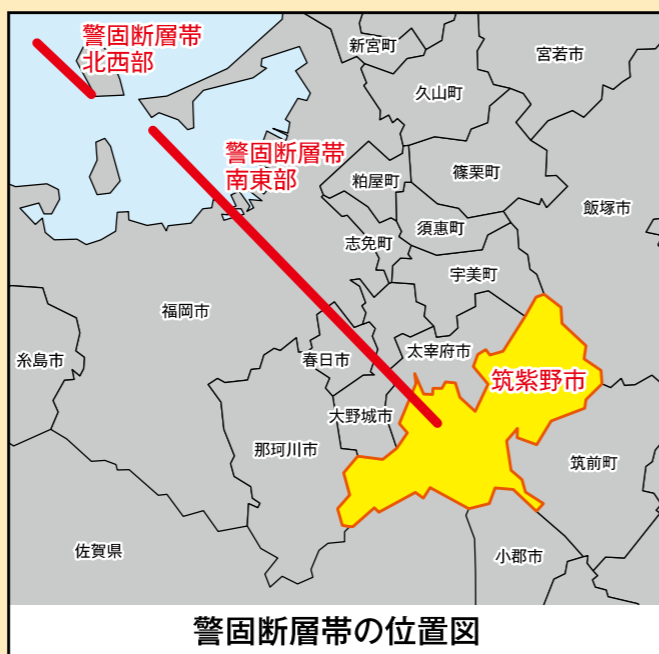 警固断層帯
北西部
新宮町
宮若市
久山町
警固断層帯
南東部
粕屋町
篠栗町
飯塚市
須惠町
志免町
宇美町
福岡市
糸島市
春日市
太宰府市
筑紫野市
大野城市
那珂川市
筑前町
佐賀県
小郡市
警固断層帯の位置図